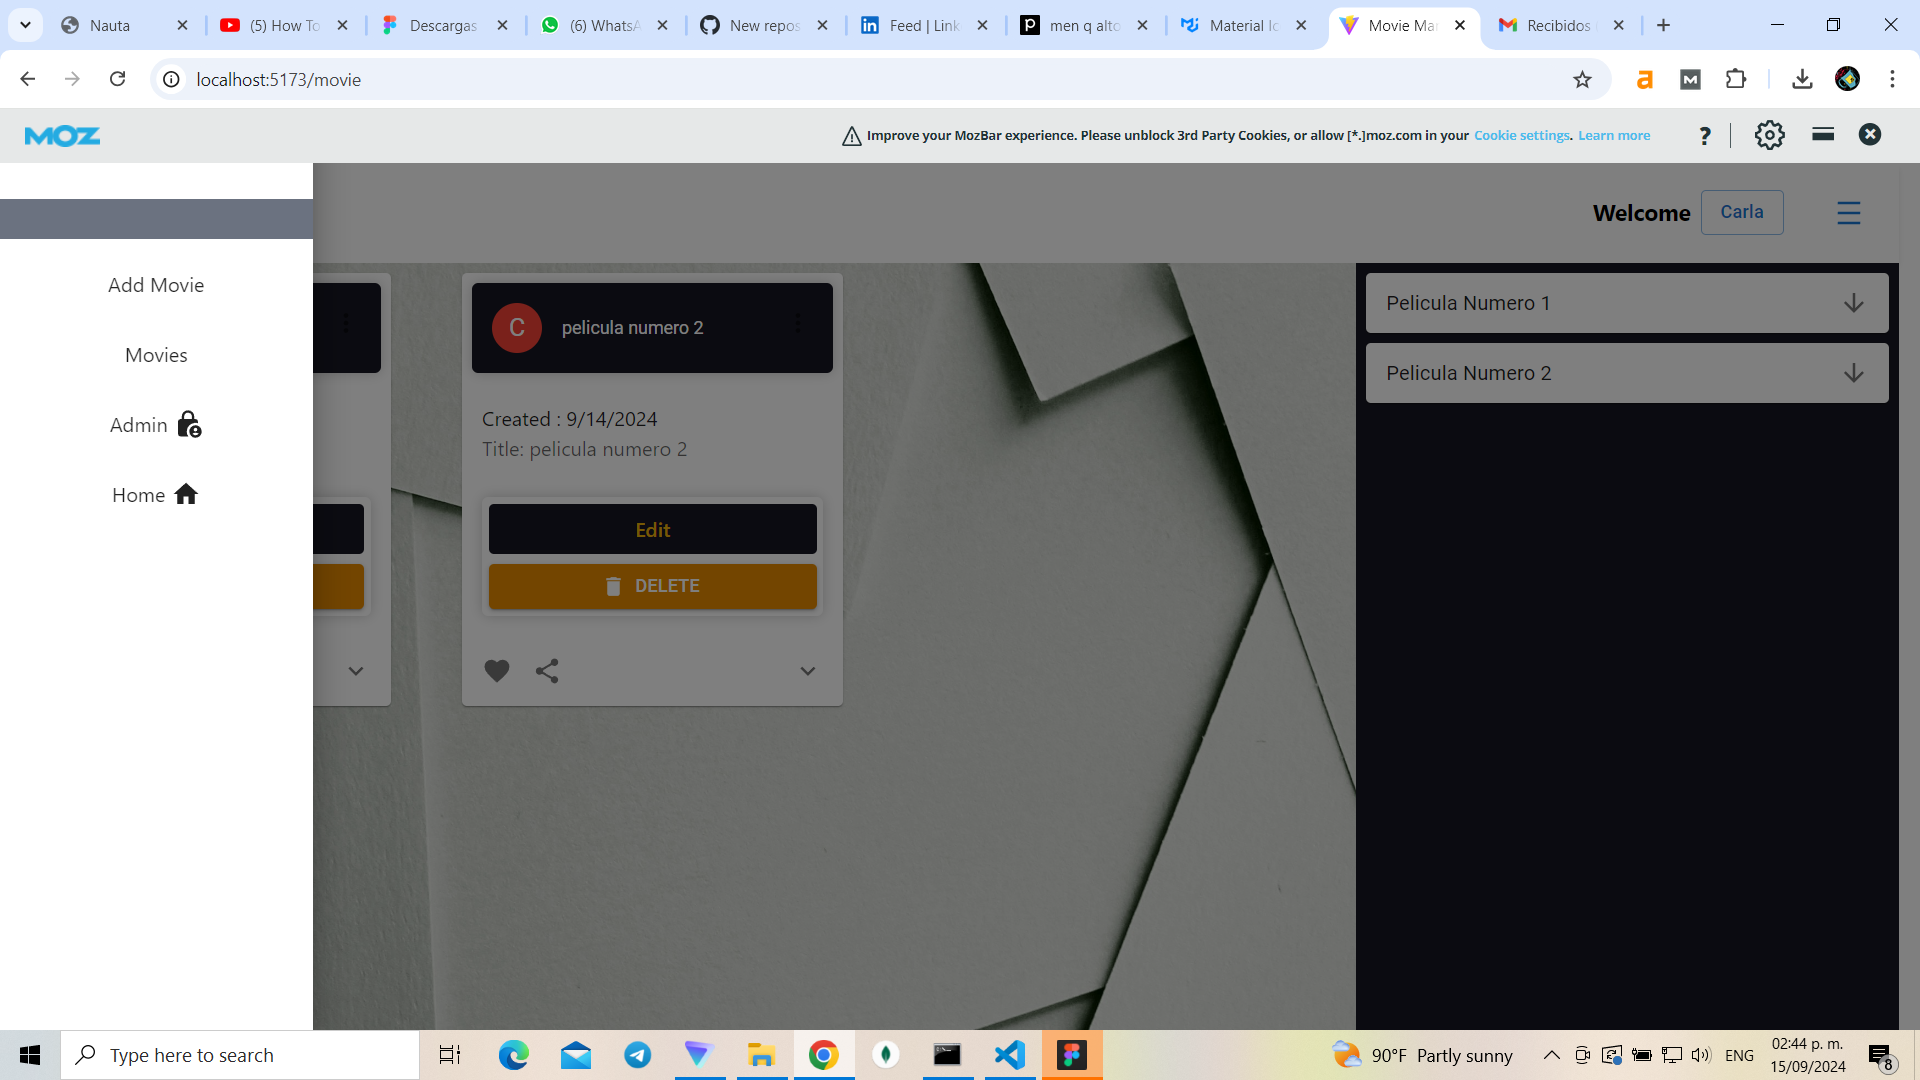 Nauta
(5) How To
Descargas
(6) WhatsA
New repos
Feed | Link
men q alto
Material Ic
Movie Mar
Recibidos
localhost:5173/movie
MOZ
Improve your MozBar experience. Please unblock 3rd Party Cookies, or allow [*.]moz.com in your Cookie settings. Learn more
?
Welcome
Carla
Add Movie
Movies
Admin
Home
C
pelicula numero 2
Created : 9/14/2024
Title: pelicula numero 2
Edit
DELETE
Pelicula Numero 1
Pelicula Numero 2
Type here to search
90°F Partly sunny
ENG
02:44 p. m.
15/09/2024
8